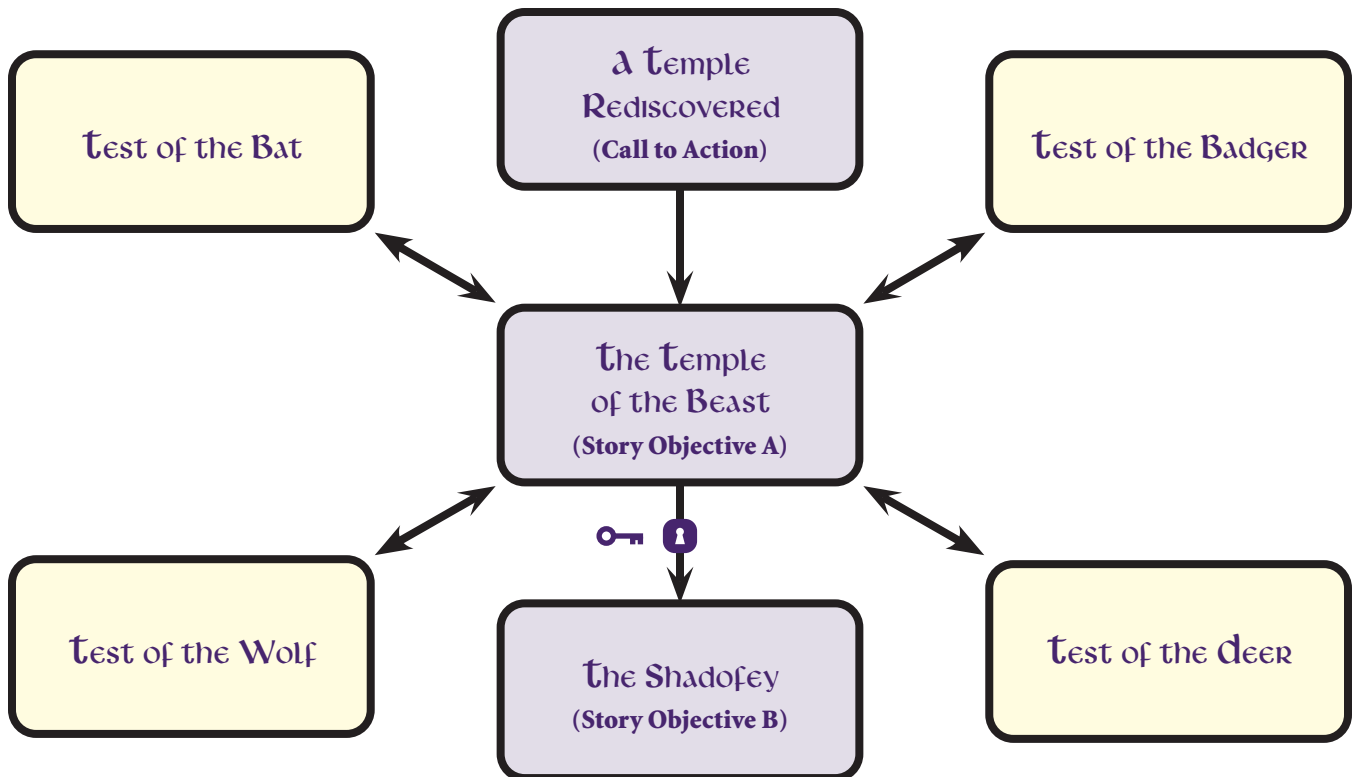 A Temple
Rediscovered
(Call to Action)
Test of the Bat
Test of the Badger
The Temple
of the Beast
(Story Objective A)
Test of the Wolf
The Shadofey
(Story Objective B)
Test of the Deer